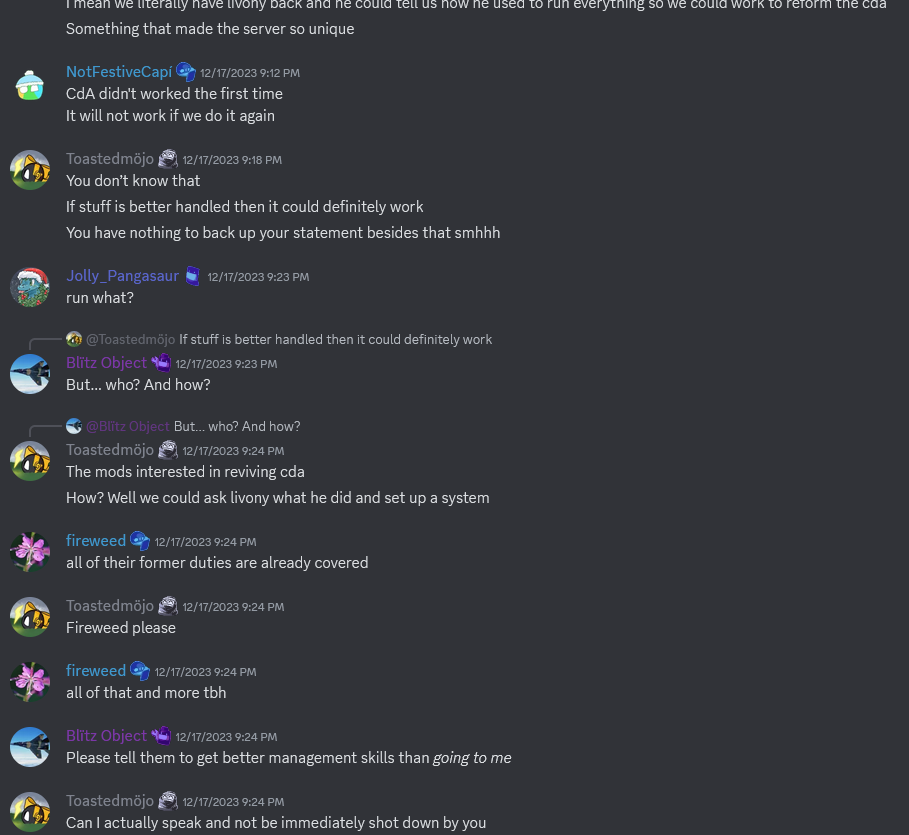 I mean we literally have livony back and he could tell us how he used to run everything so we could work to reform the cda
Something that made the server so unique
NotFestiveCapí 12/17/2023 9:12 PM
CdA didn't worked the first time
It will not work if we do it again
Toastedmöjo 12/17/2023 9:18 PM
You don't know that
If stuff is better handled then it could definitely work
You have nothing to back up your statement besides that smhhh
Jolly_Pangasaur 12/17/2023 9:23 PM
run what?
@Toastedmöjo If stuff is better handled then it could definitely work
Blïtz Object 12/17/2023 9:23 PM
But... who? And how?
@Blïtz Object But... who? And how?
Toastedmöjo 12/17/2023 9:24 PM
The mods interested in reviving cda
How? Well we could ask livony what he did and set up a system
fireweed 12/17/2023 9:24 PM
all of their former duties are already covered
Toastedmöjo 12/17/2023 9:24 PM
Fireweed please
fireweed 12/17/2023 9:24 PM
all of that and more tbh
Blïtz Object 12/17/2023 9:24 PM
Please tell them to get better management skills than going to me
Toastedmöjo 12/17/2023 9:24 PM
Can I actually speak and not be immediately shot down by you